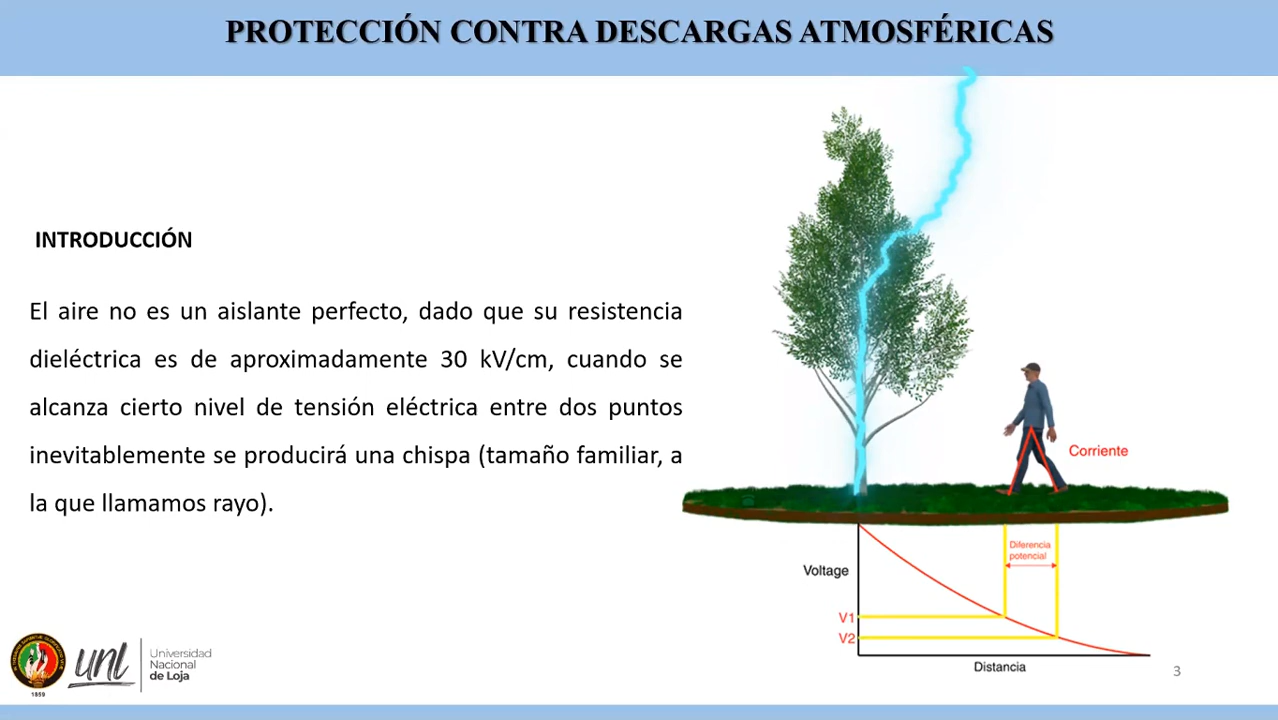 PROTECCIÓN CONTRA DESCARGAS ATMOSFÉRICAS
INTRODUCCIÓN
El aire no es un aislante perfecto, dado que su resistencia
dieléctrica es de aproximadamente 30 kV/cm, cuando se
alcanza cierto nivel de tensión eléctrica entre dos puntos
inevitablemente se producirá una chispa (tamaño familiar, a
la que llamamos rayo).
Corriente
Diferencia
potencial
Voltage
V1
V2
Distancia
1859
unl
Universidad
Nacional
de Loja
3